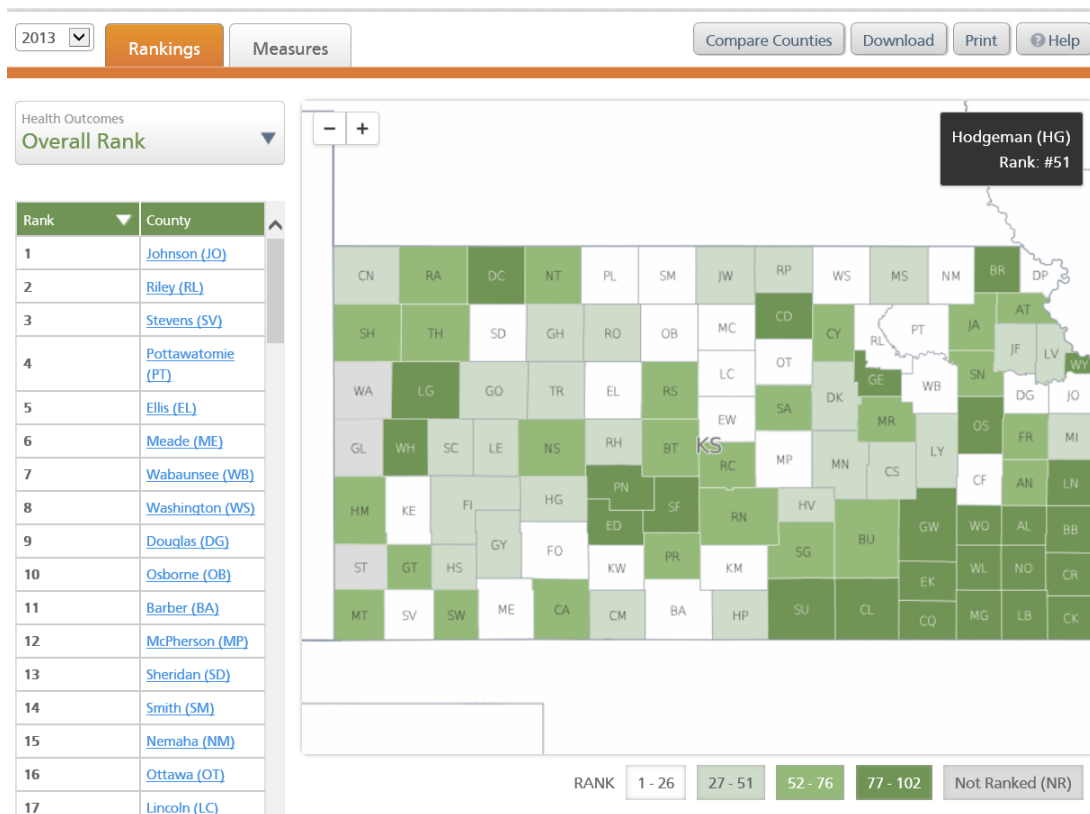 2013 Rankings Measures Compare Counties Download Print Help
Health Outcomes
Overall Rank
Rank County
1 Johnson (JO)
2 Riley (RL)
3 Stevens (SV)
4 Pottawatomie
(PT)
5 Ellis (EL)
6 Meade (ME)
7 Wabaunsee (WB)
8 Washington (WS)
9 Douglas (DG)
10 Osborne (OB)
11 Barber (BA)
12 McPherson (MP)
13 Sheridan (SD)
14 Smith (SM)
15 Nemaha (NM)
16 Ottawa (OT)
17 Lincoln (LC)
− +
Hodgeman (HG)
Rank: #51
CN RA DC NT PL SM JW RP WS MS NM BR DP
SH TH SD GH RO OB MC CD CY RL PT JA AT
JF LV WY
WA LG GO TR EL RS LC OT DK GE WB SN DG JO
EW SA MR
GL WH SC LE NS RH BT KS RC MP MN CS LY OS FR MI
HM KE FI HG PN SF RN HV CF AN LN
ED SG BU GW WO AL BB
ST GT HS GY FO KW PR KM EK WL NO CR
MT SV SW ME CA CM BA HP SU CL CQ MG LB CK
RANK 1 - 26 27 - 51 52 - 76 77 - 102 Not Ranked (NR)